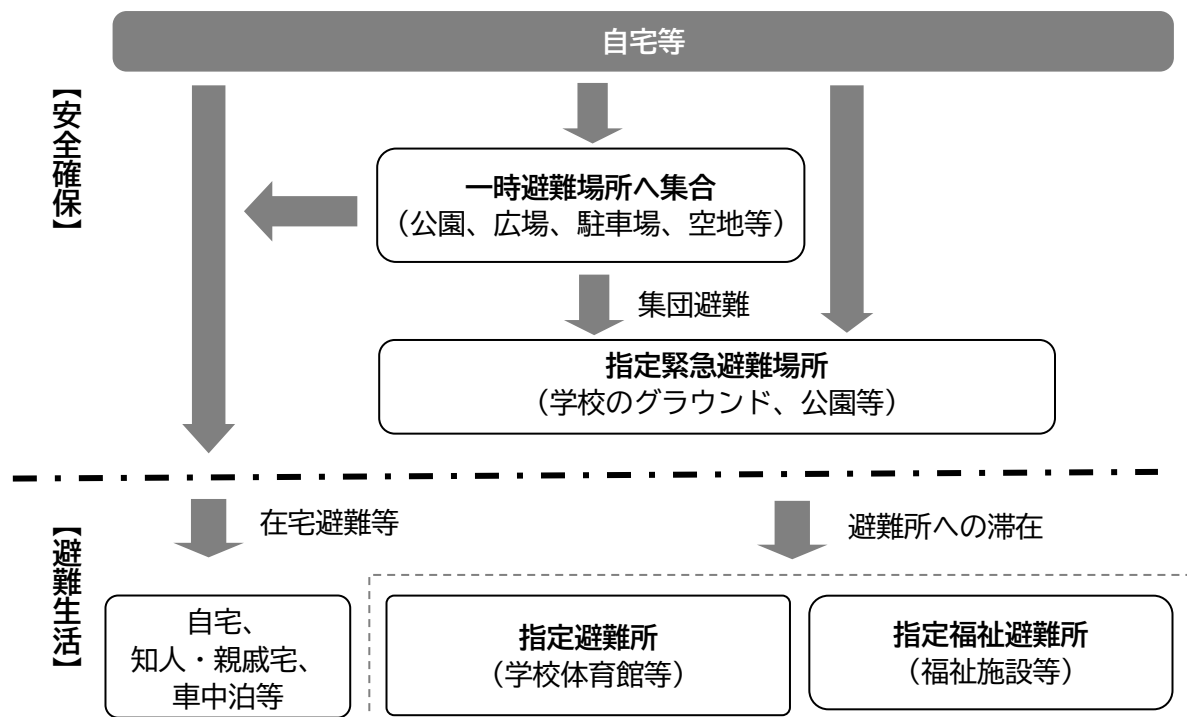 自宅等
【安全確保】
一時避難場所へ集合
（公園、広場、駐車場、空地等）
集団避難
指定緊急避難場所
（学校のグラウンド、公園等）
【避難生活】
在宅避難等
避難所への滞在
自宅、
知人・親戚宅、
車中泊等
指定避難所
（学校体育館等）
指定福祉避難所
（福祉施設等）